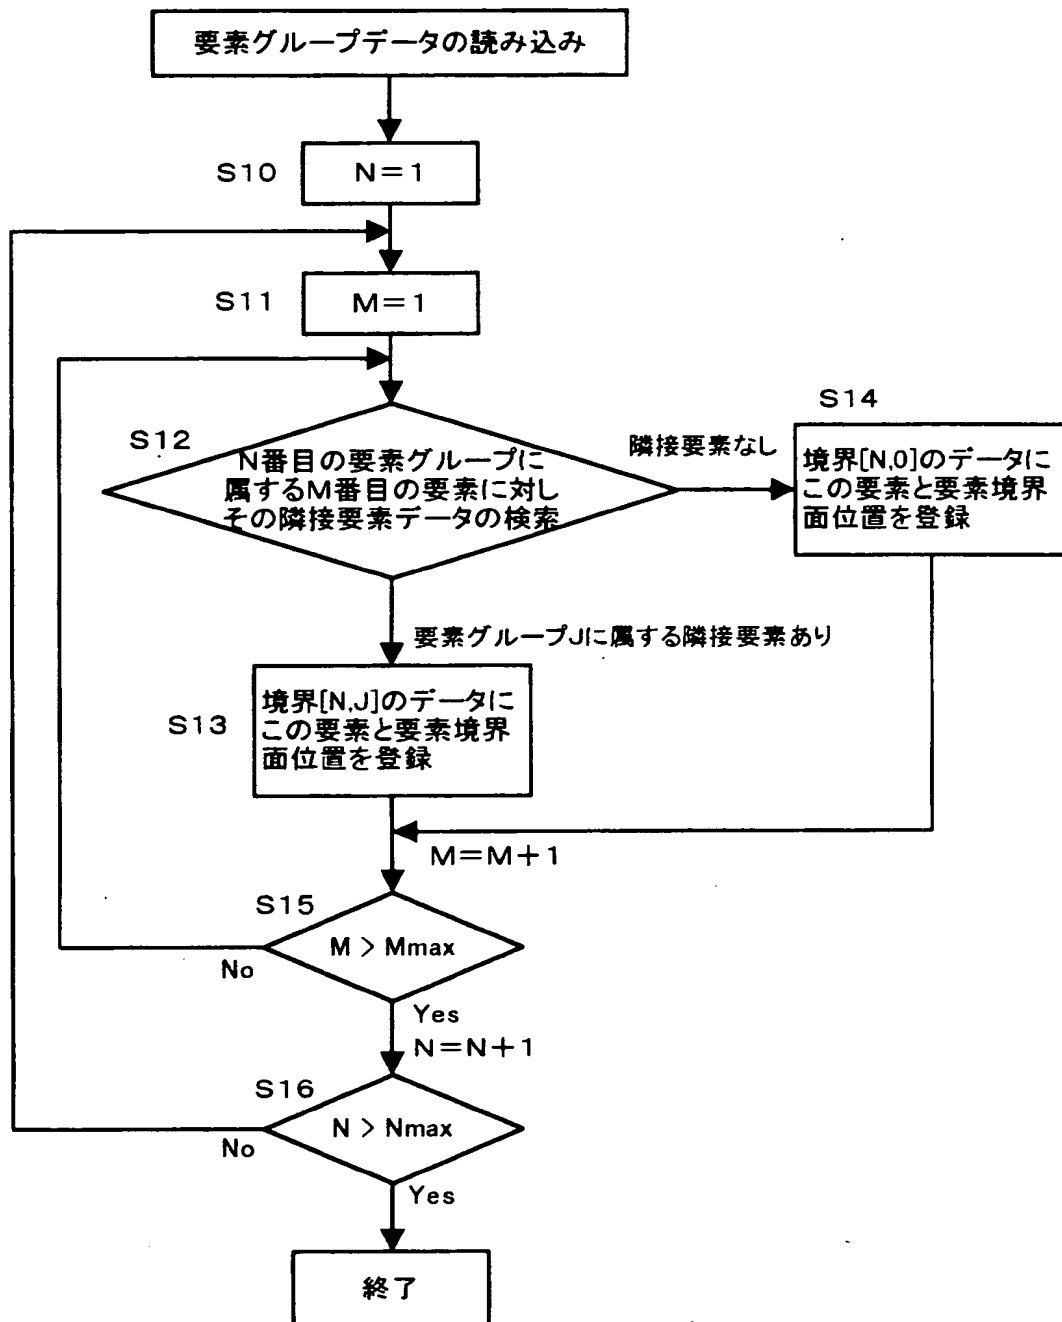 要素グループデータの読み込み
S10
N=1
S11
M=1
S12
N番目の要素グループに
属するM番目の要素に対し
その隣接要素データの検索
隣接要素なし
S14
境界[N,0]のデータに
この要素と要素境界
面位置を登録
要素グループJに属する隣接要素あり
S13
境界[N,J]のデータに
この要素と要素境界
面位置を登録
M=M+1
S15
M > Mmax
No
Yes
N=N+1
S16
N > Nmax
No
Yes
終了